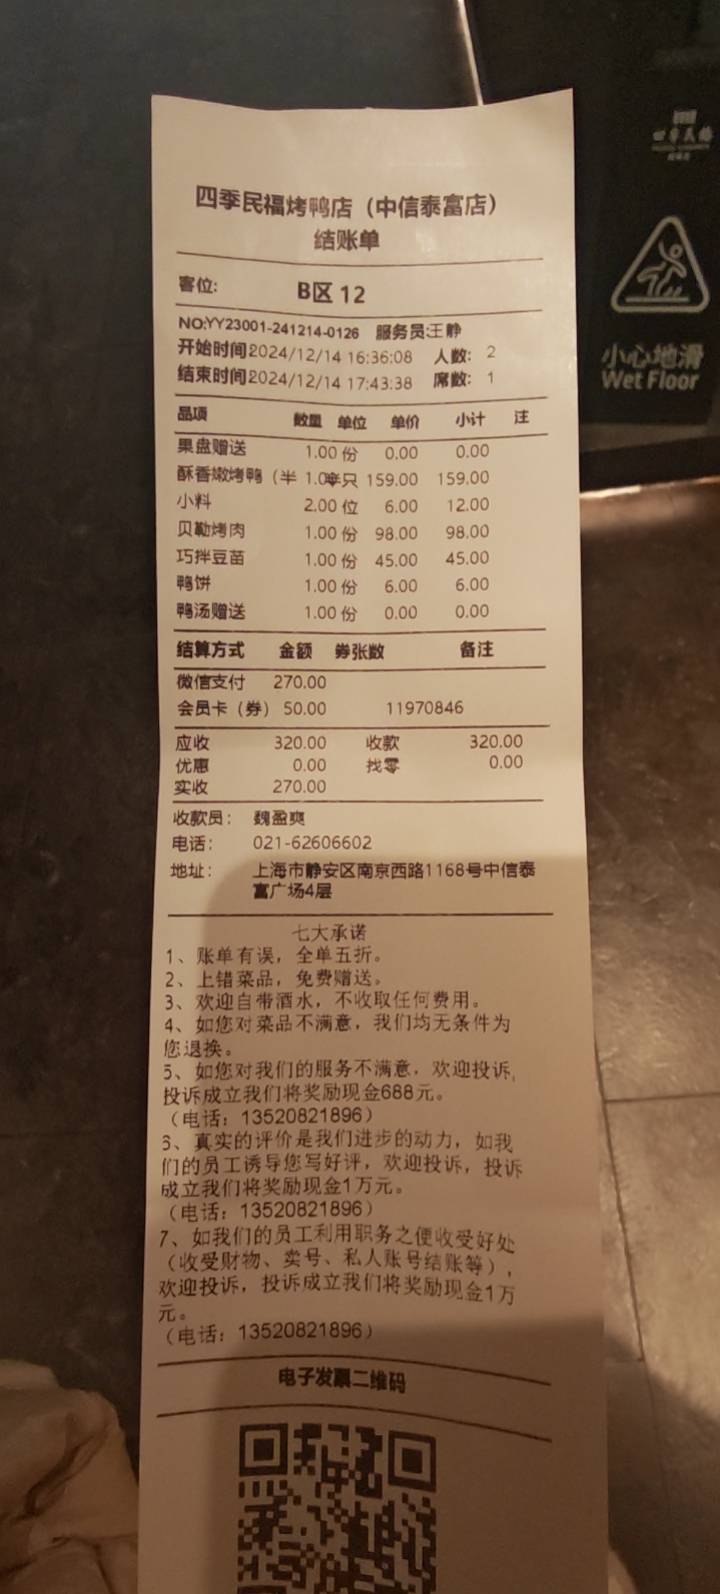 四季民福烤鸭店（中信泰富店）
结账单
客位: B区 12
NO:YY23001-241214-0126 服务员:王静
开始时间2024/12/14 16:36:08 人数: 2
结束时间2024/12/14 17:43:38 席数: 1
品项 数量 单位 单价 小计 注
果盘赠送 1.00 份 0.00 0.00
酥香嫩烤鸭（半 1.0 半只 159.00 159.00
小料 2.00 位 6.00 12.00
贝勒烤肉 1.00 份 98.00 98.00
巧拌豆苗 1.00 份 45.00 45.00
鸭饼 1.00 份 6.00 6.00
鸭汤赠送 1.00 份 0.00 0.00
结算方式 金额 券张数 备注
微信支付 270.00
会员卡（券） 50.00 11970846
应收 320.00 收款 320.00
优惠 0.00 找零 0.00
实收 270.00
收款员: 魏盈爽
电话: 021-62606602
地址: 上海市静安区南京西路1168号中信泰
富广场4层
七大承诺
1、账单有误，全单五折。
2、上错菜品，免费赠送。
3、欢迎自带酒水，不收取任何费用。
4、如您对菜品不满意，我们均无条件为
您退换。
5、如您对我们的服务不满意，欢迎投诉，
投诉成立我们将奖励现金688元。
（电话：13520821896）
6、真实的评价是我们进步的动力，如我
们的员工诱导您写好评，欢迎投诉，投诉
成立我们将奖励现金1万元。
（电话：13520821896）
7、如我们的员工利用职务之便收受好处
（收受财物、卖号、私人账号结账等），
欢迎投诉，投诉成立我们将奖励现金1万
元。
（电话：13520821896）
电子发票二维码
四季民福
小心地滑
Wet Floor